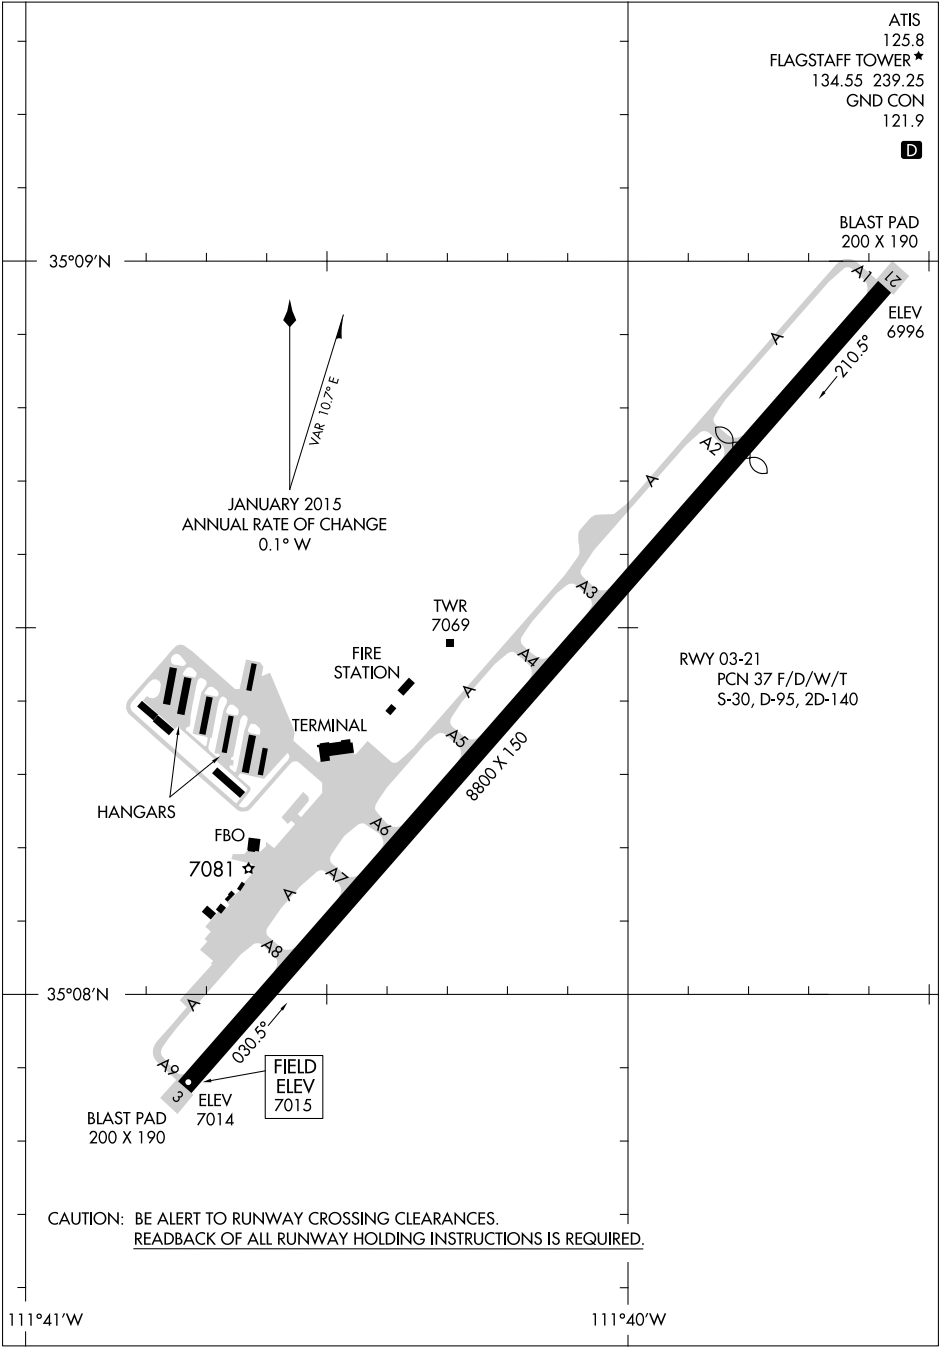 ATIS
125.8
FLAGSTAFF TOWER★
134.55 239.25
GND CON
121.9
D
BLAST PAD
200 X 190
35°09'N
A1
21
ELEV
6996
A
210.5°
VAR 10.7° E
A2
A
JANUARY 2015
ANNUAL RATE OF CHANGE
0.1° W
A3
TWR
7069
FIRE
STATION
A4
RWY 03-21
PCN 37 F/D/W/T
S-30, D-95, 2D-140
A
TERMINAL
A5
8800 X 150
HANGARS
A6
FBO
7081
A7
A
A8
35°08'N
A
030.5°
A9
3
FIELD
ELEV
7015
ELEV
7014
BLAST PAD
200 X 190
CAUTION: BE ALERT TO RUNWAY CROSSING CLEARANCES.
READBACK OF ALL RUNWAY HOLDING INSTRUCTIONS IS REQUIRED.
111°41'W
111°40'W